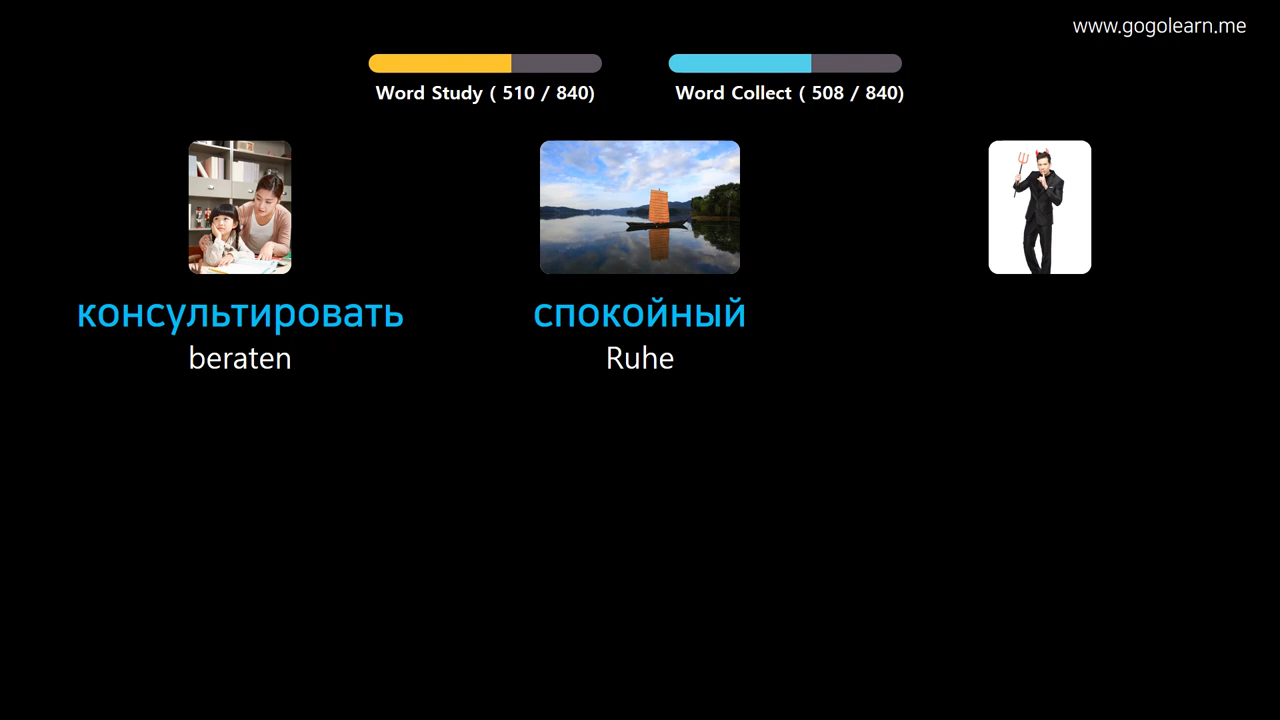 www.gogolearn.me
Word Study ( 510 / 840)
Word Collect ( 508 / 840)
консультировать
спокойный
beraten
Ruhe